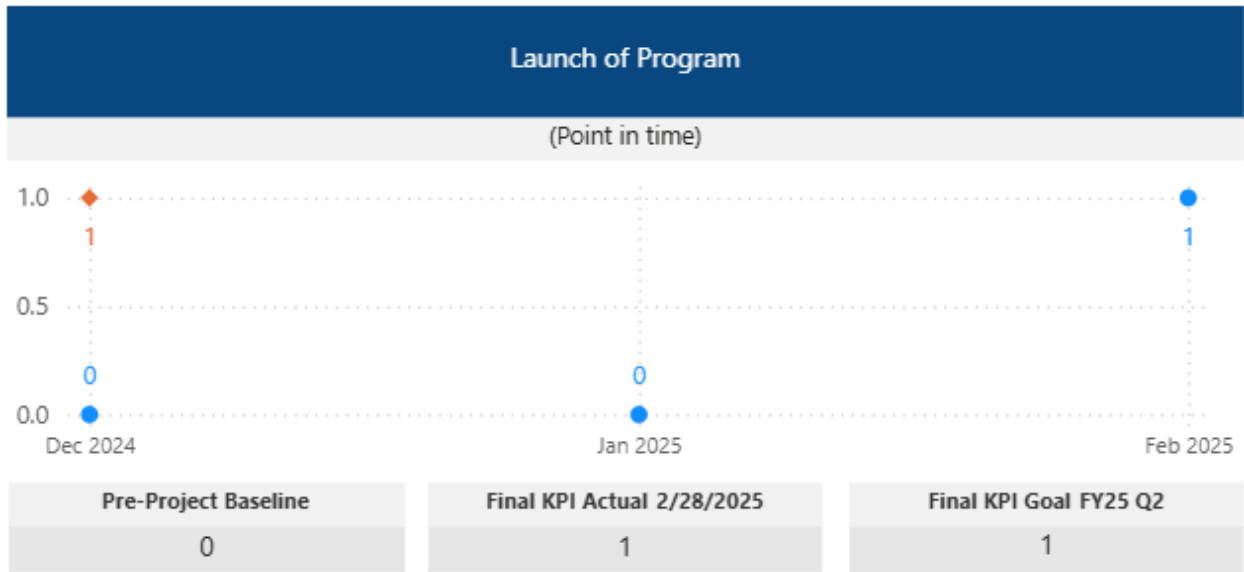 Launch of Program
(Point in time)
1.0
1
1
0.5
0
0
0.0
Dec 2024
Jan 2025
Feb 2025
Pre-Project Baseline
Final KPI Actual 2/28/2025
Final KPI Goal FY25 Q2
0
1
1